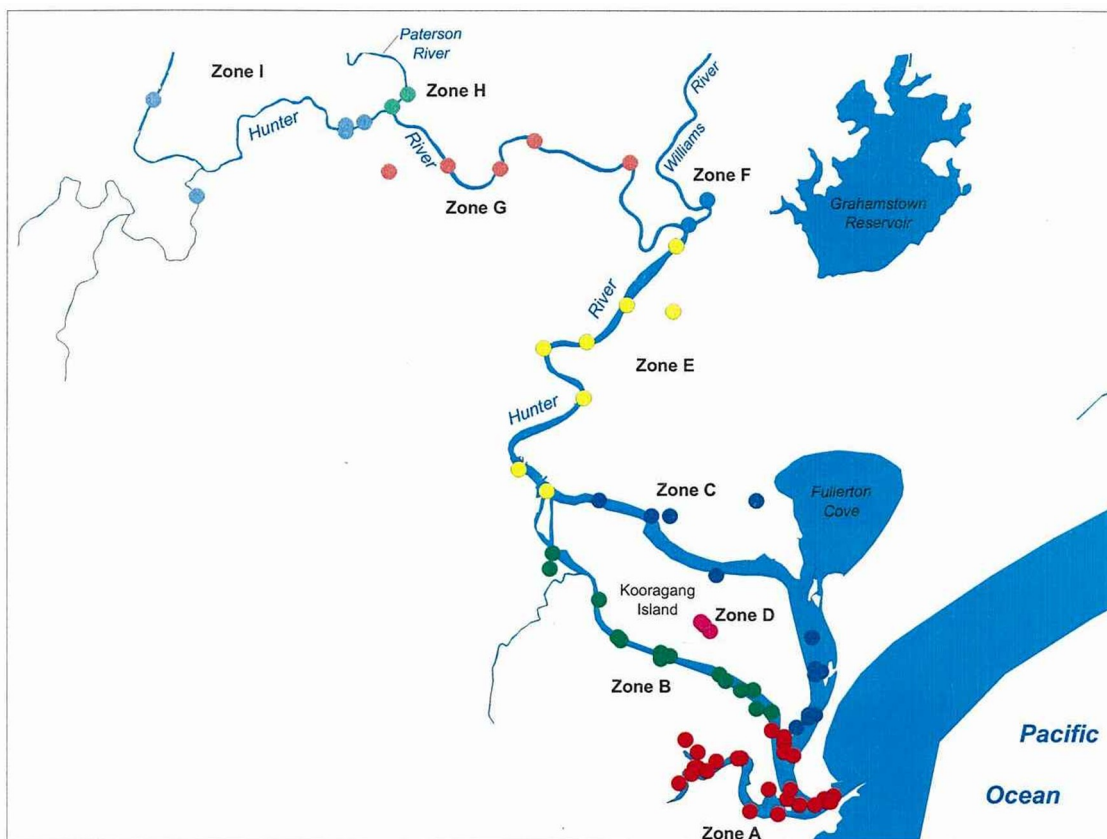 Paterson
River
Zone I
Zone H
Hunter
River
River
Williams
Zone F
Zone G
Grahamstown
Reservoir
River
Zone E
Hunter
Zone C
Fullerton
Cove
Kooragang
Island
Zone D
Zone B
Pacific
Ocean
Zone A